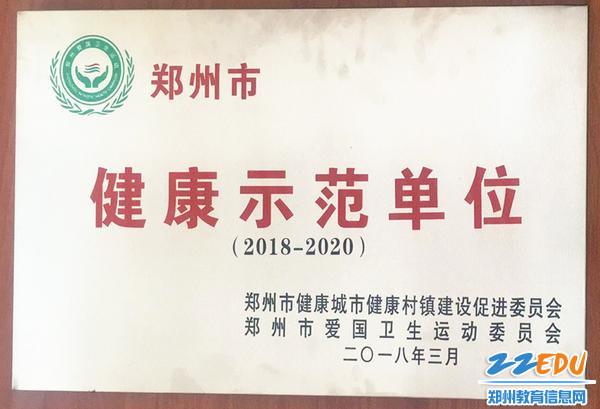 郑州市
健康示范单位
(2018-2020)
郑州市健康城市健康村镇建设促进委员会
郑州市爱国卫生运动委员会
二〇一八年三月
ZZEDU
郑州教育信息网